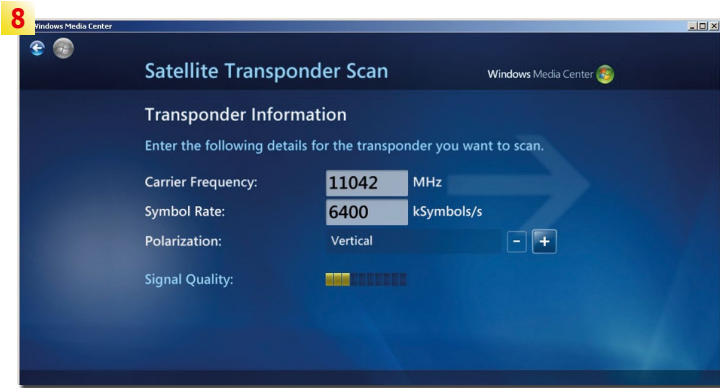 8
Windows Media Center
Satellite Transponder Scan
Windows Media Center
Transponder Information
Enter the following details for the transponder you want to scan.
Carrier Frequency: 11042 MHz
Symbol Rate: 6400 kSymbols/s
Polarization: Vertical - +
Signal Quality: